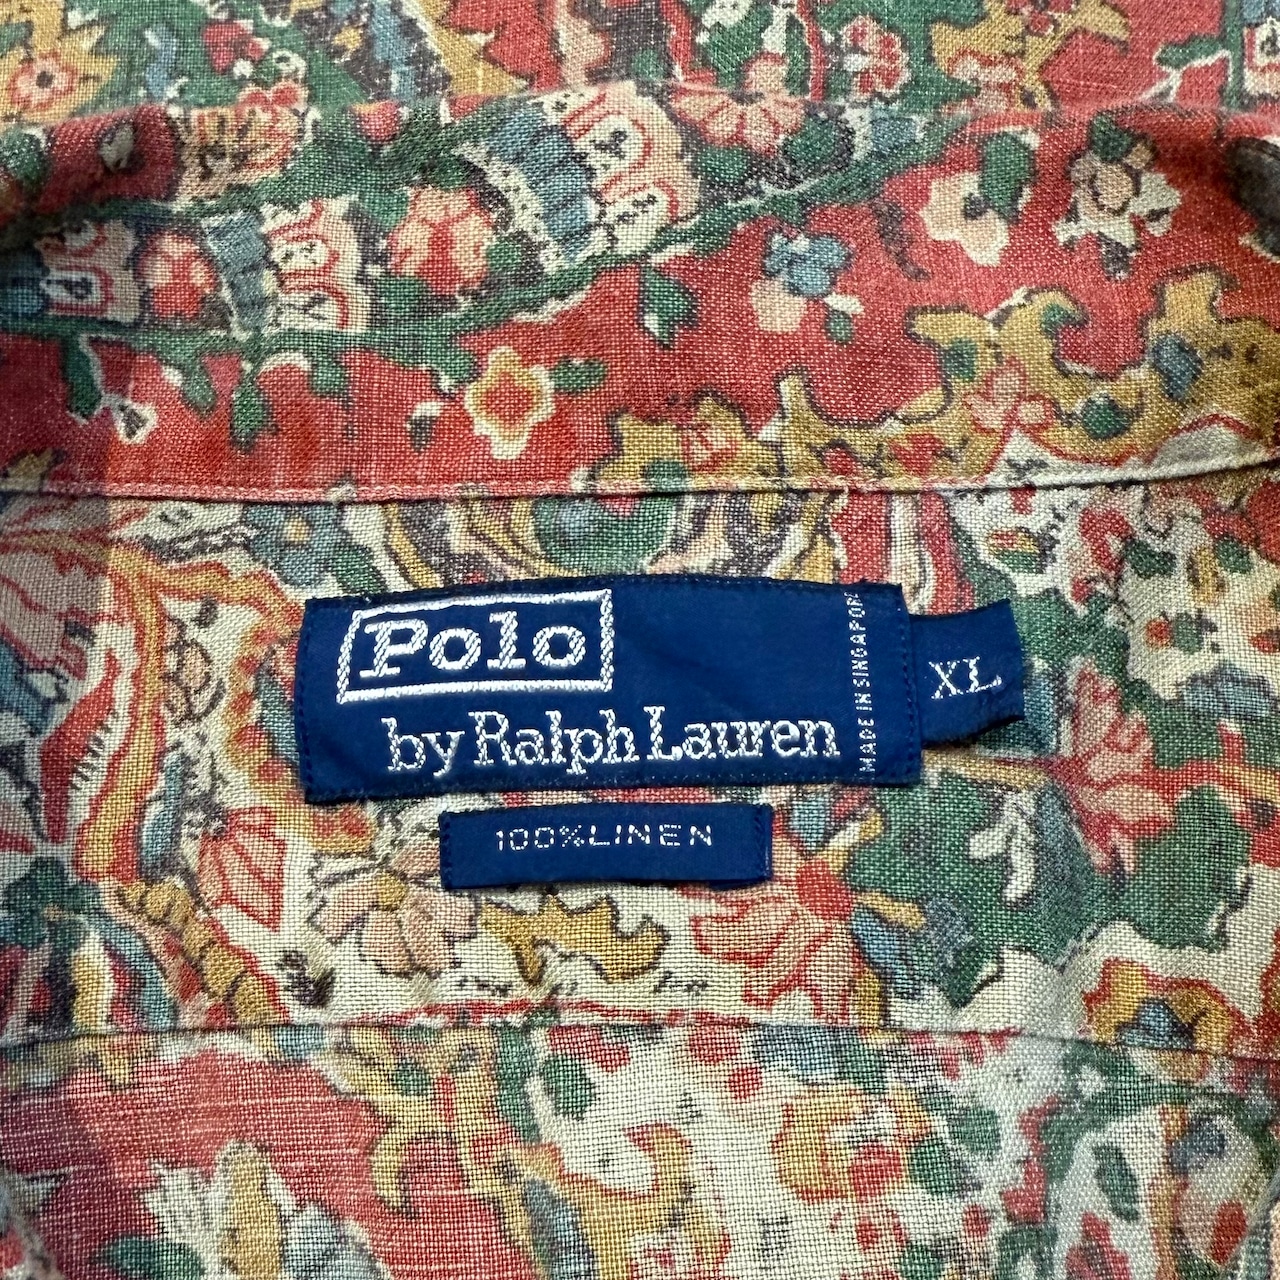 Polo
by Ralph Lauren
MADE IN SINGAPORE
XL
100% LINEN